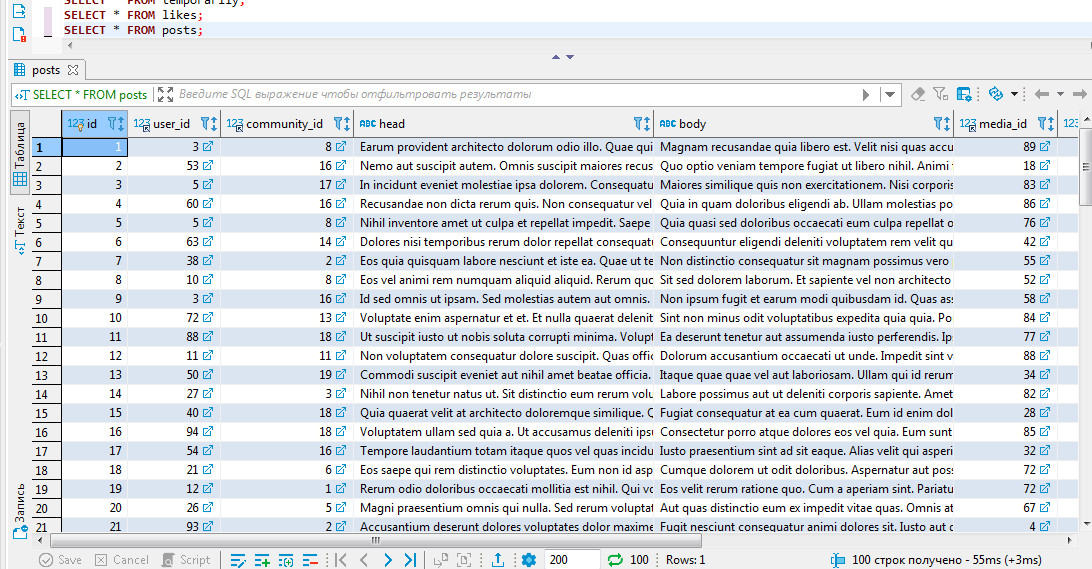 SELECT * FROM temporarily;
SELECT * FROM likes;
SELECT * FROM posts;
posts
SELECT * FROM posts Введите SQL выражение чтобы отфильтровать результаты
Таблица
Текст
Запись
123 id 123 user_id 123 community_id ABC head ABC body 123 media_id
1 1 3 8 Earum provident architecto dolorum odio illo. Quae qui Magnam recusandae quia libero est. Velit nisi quas accu 89
2 2 53 16 Nemo aut suscipit autem. Omnis suscipit maiores recus Quo optio veniam tempore fugiat ut libero nihil. Animi 18
3 3 5 17 In incidunt eveniet molestiae ipsa dolorem. Consequatu Maiores similique quis non exercitationem. Nisi corporis 83
4 4 60 16 Recusandae non dicta rerum quis. Non consequatur vel Quia in quam doloribus eligendi ab. Ullam molestias po 86
5 5 5 8 Nihil inventore amet ut culpa et repellat impedit. Saepe Quia quasi sed doloribus occaecati eum culpa repellat o 76
6 6 63 14 Dolores nisi temporibus rerum dolor repellat consequat Consequuntur eligendi deleniti voluptatem rem velit qu 42
7 7 38 2 Eos quia quisquam labore nesciunt et iste ea. Quae ut te Non distinctio consequatur sit magnam possimus vero 55
8 8 10 8 Eos vel animi rem numquam aliquid aliquid. Rerum quo Sit sed dolorem laborum. Et sapiente vel non architecto 52
9 9 3 16 Id sed omnis ut ipsam. Sed molestias autem aut omnis. Non ipsum fugit et earum modi quibusdam id. Quas as 58
10 10 72 13 Voluptate enim aspernatur et et. Et nulla quaerat delenit Sint non minus odit voluptatibus expedita quia quia. Po 84
11 11 88 18 Ut suscipit iusto ut nobis soluta corrupti minima. Volupt Ea deserunt tenetur aut assumenda iusto perferendis. Ip 77
12 12 11 11 Non voluptatem consequatur dolore suscipit. Quas offic Dolorum accusantium occaecati ut unde. Impedit sint v 88
13 13 50 19 Commodi suscipit eveniet aut nihil amet beatae officia. Itaque quae quae vel aut laboriosam. Ullam qui id rerum 34
14 14 27 3 Nihil non tenetur natus ut. Sit distinctio eum rerum volu Labore possimus aut ut deleniti corporis sapiente. Amet 82
15 15 40 18 Quia quaerat velit at architecto doloremque similique. Q Fugiat consequatur at ea cum quaerat. Eum id enim dol 28
16 16 94 18 Voluptatem ullam sed quia a. Ut accusamus deleniti ips Consectetur porro atque dolores eos vel quia. Eum sunt 85
17 17 54 16 Tempore laudantium totam itaque quos vel quas incidu Iusto praesentium sint ad sit eaque. Alias velit qui asperi 32
18 18 21 6 Eos saepe qui rem distinctio voluptates. Eum non id asp Cumque dolorem ut odit doloribus. Aspernatur aut pos 72
19 19 12 1 Rerum odio doloribus occaecati mollitia est nihil. Qui vo Eos velit rerum ratione quo. Cum a aperiam sint. Pariatu 72
20 20 26 5 Magni praesentium omnis qui nulla. Sed rerum voluptat Aut quas distinctio eum ex impedit vitae quas. Omnis at 67
21 21 93 2 Accusantium deserunt dolores voluptates dolor maxime Fugit nesciunt consequatur animi dolores sit. Iusto aut c 4
Save Cancel Script 200 100 Rows: 1 100 строк получено - 55ms (+3ms)